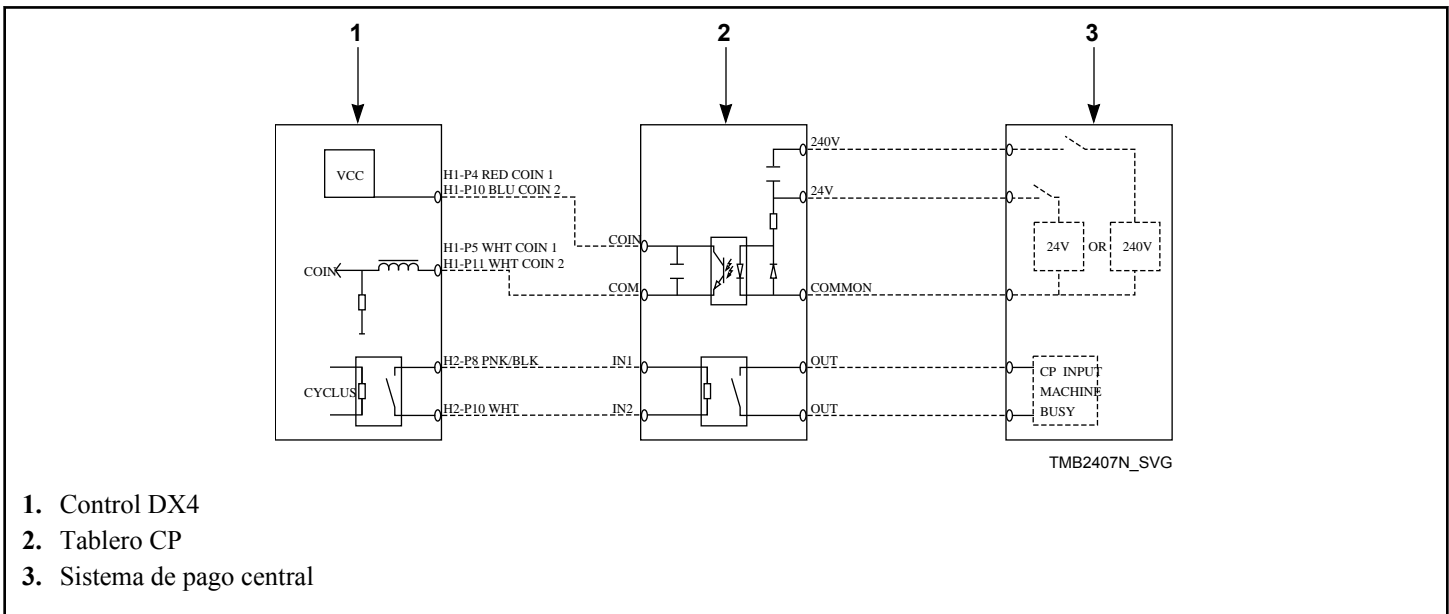 1
2
3
VCC
H1-P4 RED COIN 1
H1-P10 BLU COIN 2
COIN
H1-P5 WHT COIN 1
H1-P11 WHT COIN 2
CYCLUS
H2-P8 PNK/BLK
H2-P10 WHT
COIN
COM
IN1
IN2
240V
24V
COMMON
OUT
OUT
24V OR 240V
CP INPUT
MACHINE
BUSY
TMB2407N_SVG
1. Control DX4
2. Tablero CP
3. Sistema de pago central